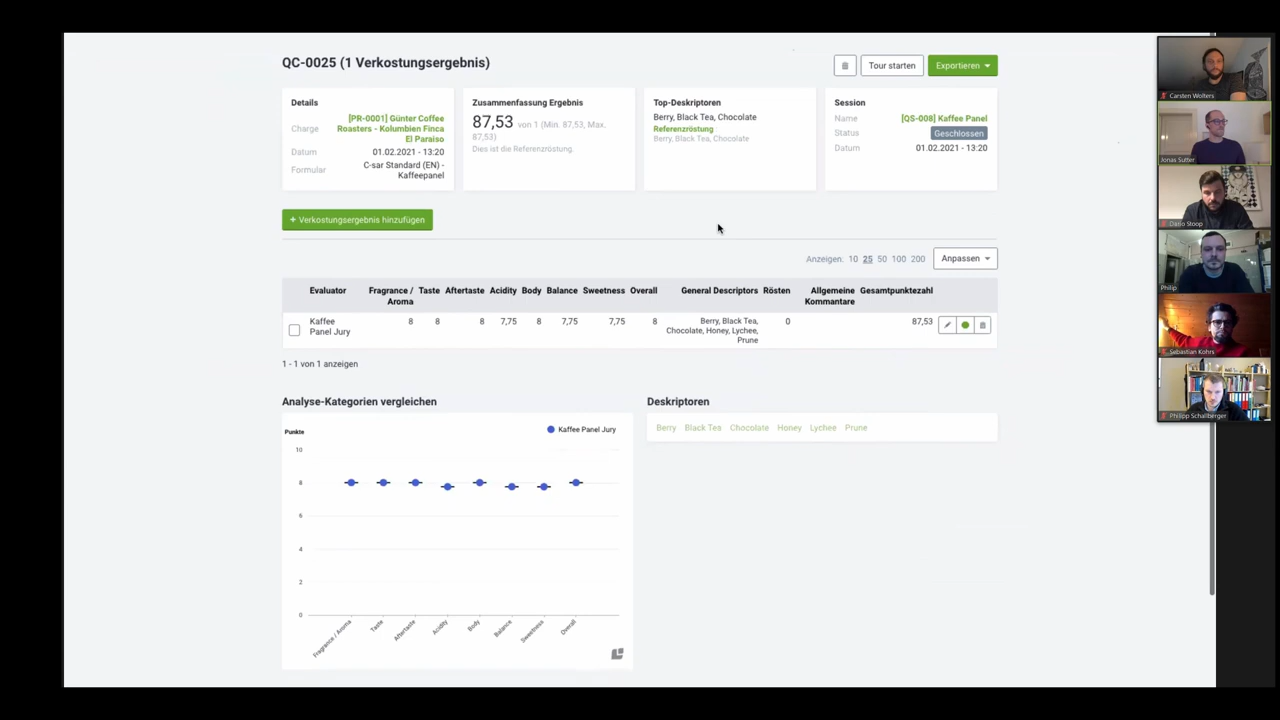 QC-0025 (1 Verkostungsergebnis)
Tour starten
Exportieren
Details
Charge
[PR-0001] Günter Coffee
Roasters - Kolumbien Finca
El Paraiso
Datum
01.02.2021 - 13:20
Formular
C-sar Standard (EN) -
Kaffeepanel
Zusammenfassung Ergebnis
87,53 von 1 (Min. 87,53, Max.
87,53)
Dies ist die Referenzröstung.
Top-Deskriptoren
Berry, Black Tea, Chocolate
Referenzröstung
Berry, Black Tea, Chocolate
Session
Name
[QS-008] Kaffee Panel
Status
Geschlossen
Datum
01.02.2021 - 13:20
+ Verkostungsergebnis hinzufügen
Anzeigen: 10 25 50 100 200
Anpassen
Evaluator
Fragrance /
Aroma
Taste
Aftertaste
Acidity
Body
Balance
Sweetness
Overall
General Descriptors
Rösten
Allgemeine
Kommentare
Gesamtpunktezahl
Kaffee
Panel Jury
8
8
8
7,75
8
7,75
7,75
8
Berry, Black Tea,
Chocolate, Honey, Lychee,
Prune
0
87,53
1 - 1 von 1 anzeigen
Analyse-Kategorien vergleichen
Punkte
Kaffee Panel Jury
10
8
6
4
2
0
Fragrance / Aroma
Taste
Aftertaste
Acidity
Body
Balance
Sweetness
Overall
Deskriptoren
Berry Black Tea Chocolate Honey Lychee Prune
Carsten Wolters
Jonas Sutter
Dario Stoop
Philip
Sebastian Kohrs
Philipp Schallberger